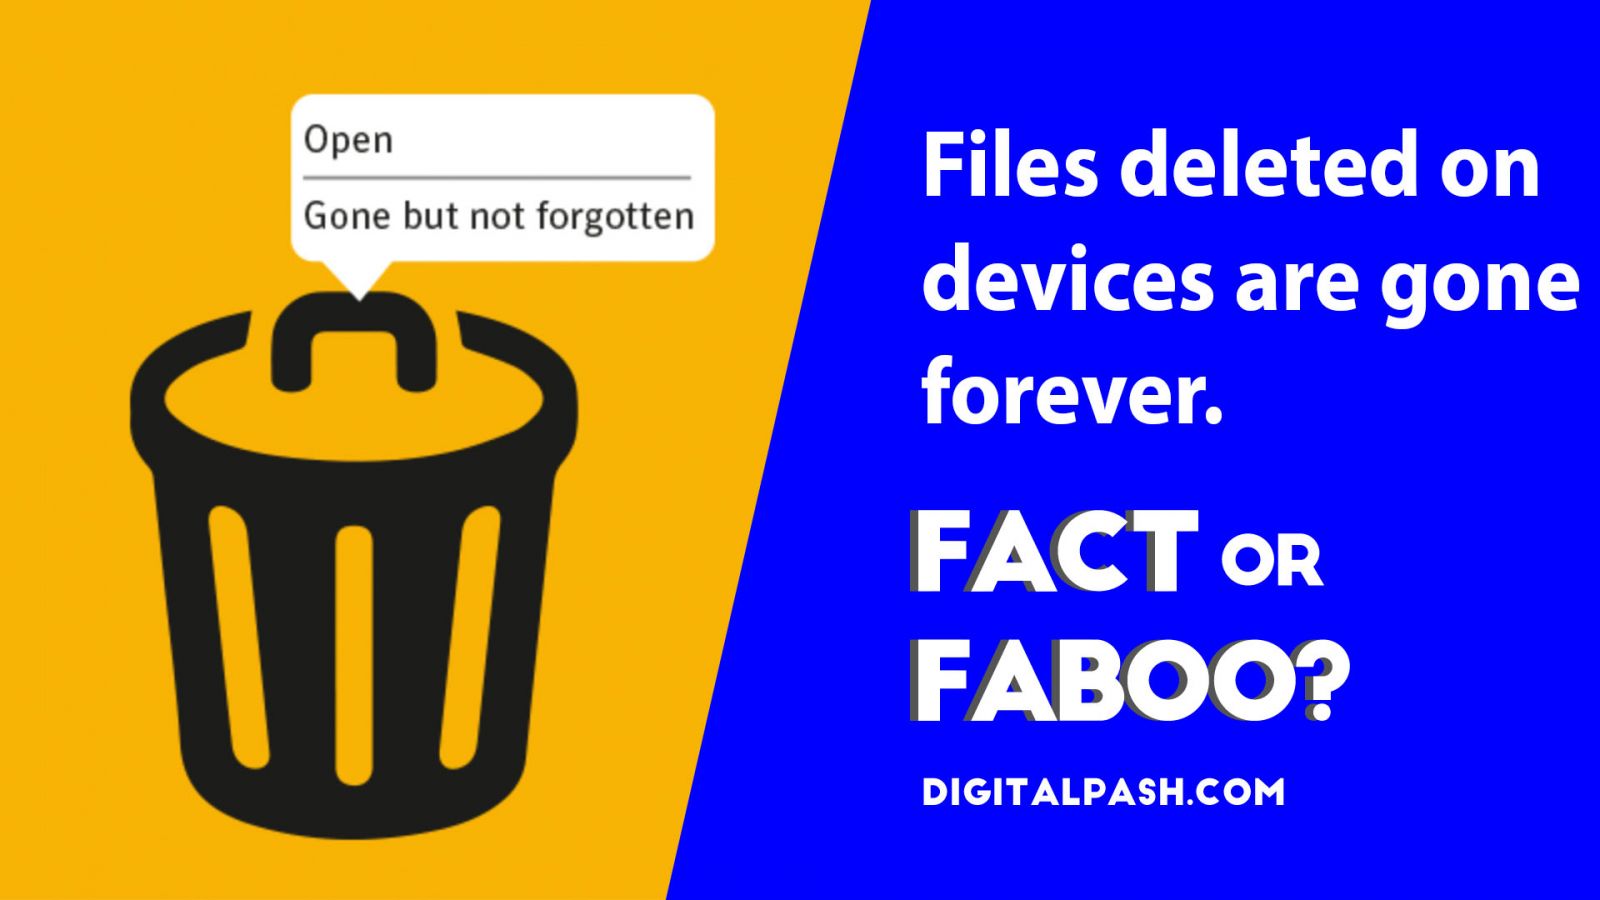 Open
Gone but not forgotten
Files deleted on
devices are gone
forever.
FACT OR
FABOO?
DIGITALPASH.COM